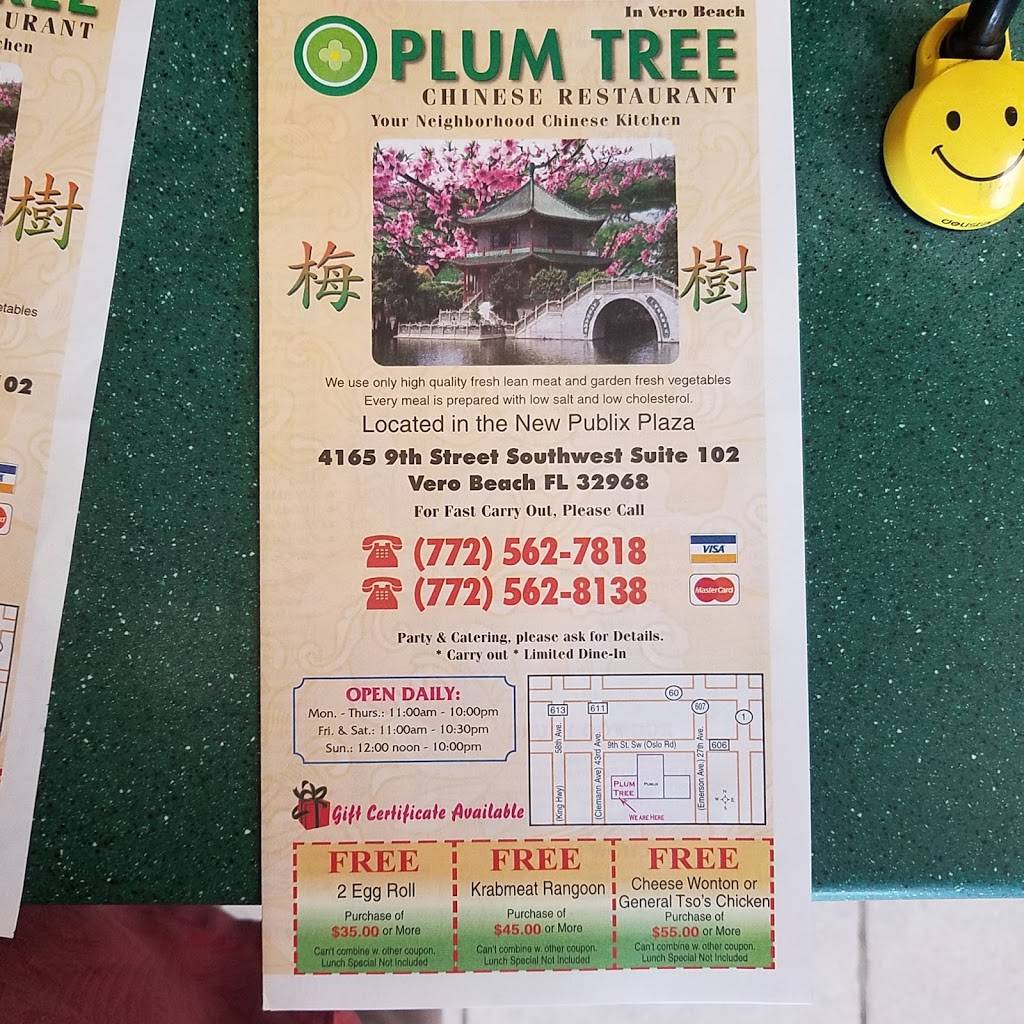 In Vero Beach
PLUM TREE
CHINESE RESTAURANT
Your Neighborhood Chinese Kitchen
梅 樹
We use only high quality fresh lean meat and garden fresh vegetables
Every meal is prepared with low salt and low cholesterol.
Located in the New Publix Plaza
4165 9th Street Southwest Suite 102
Vero Beach FL 32968
For Fast Carry Out, Please Call
(772) 562-7818
VISA
(772) 562-8138
MasterCard
Party & Catering, please ask for Details.
* Carry out * Limited Dine-In
OPEN DAILY:
Mon. - Thurs.: 11:00am - 10:00pm
Fri. & Sat.: 11:00am - 10:30pm
Sun.: 12:00 noon - 10:00pm
Gift Certificate Available
60
613
611
607
1
58th Ave.
(King Hwy)
43rd Ave.
(Clemann Ave)
27th Ave.
(Emerson Ave.)
9th St. Sw (Oslo Rd)
606
PLUM
TREE
PUBLIX
WE ARE HERE
N
W E
S
FREE
2 Egg Roll
Purchase of
$35.00 or More
Can't combine w. other coupon.
Lunch Special Not Included
FREE
Krabmeat Rangoon
Purchase of
$45.00 or More
Can't combine w. other coupon.
Lunch Special Not Included
FREE
Cheese Wonton or
General Tso's Chicken
Purchase of
$55.00 or More
Can't combine w. other coupon.
Lunch Special Not Included
REE
URANT
chen
樹
etables
02